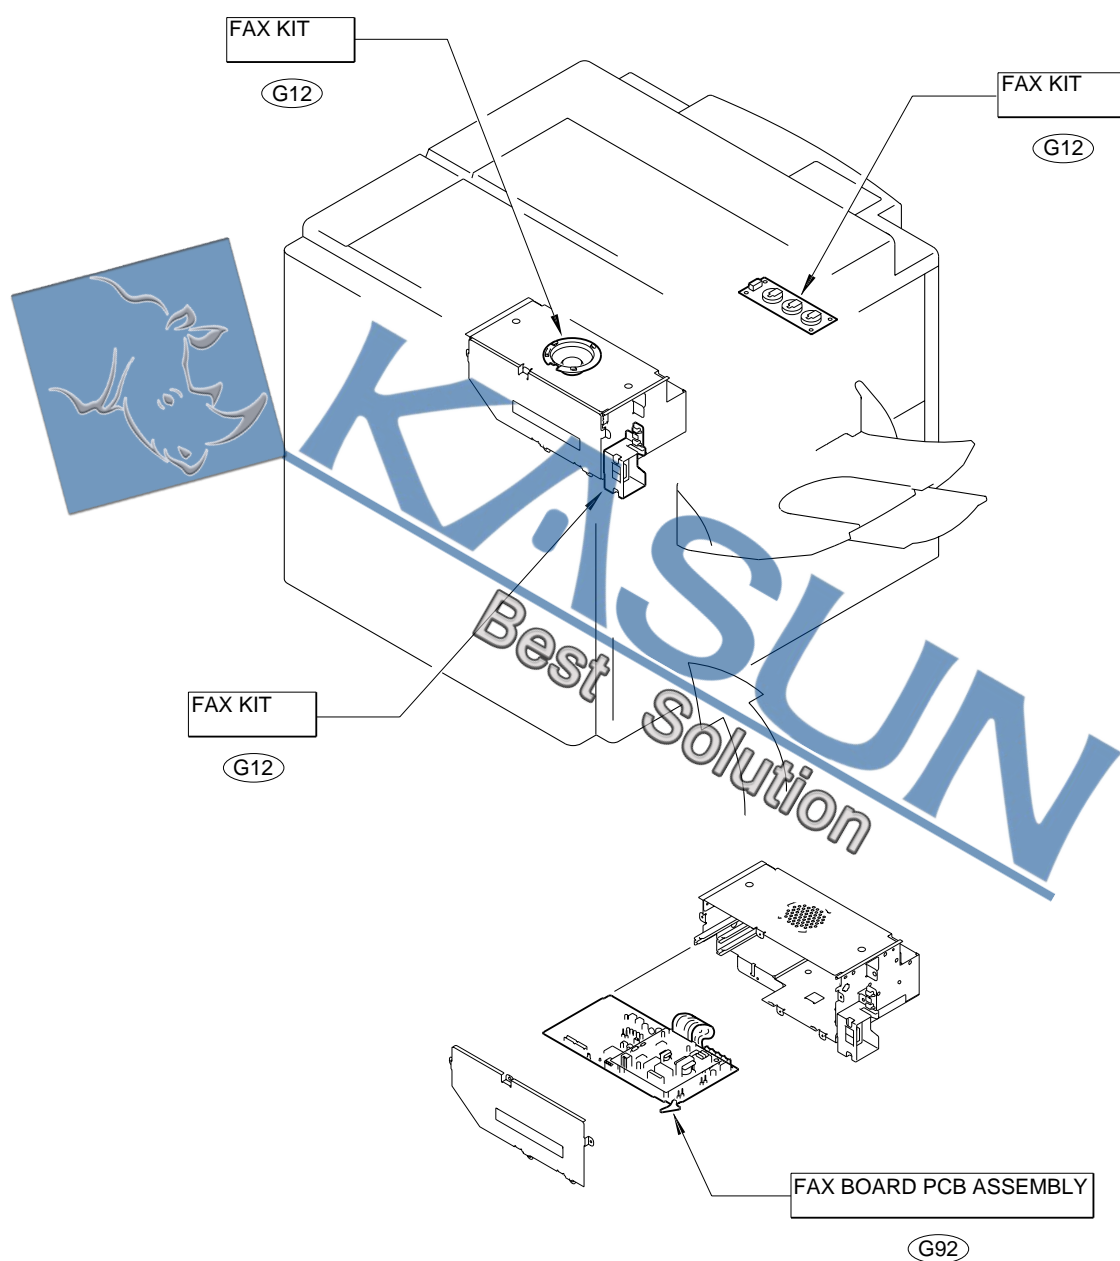 FAX KIT
G12
FAX KIT
G12
KASUN
Best Solution
FAX KIT
G12
FAX BOARD PCB ASSEMBLY
G92